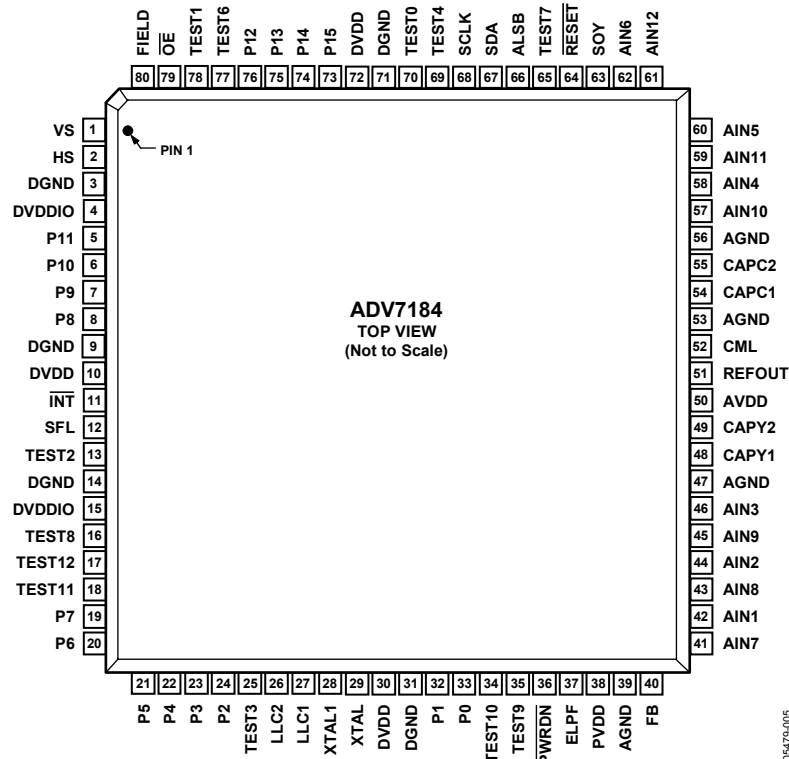 FIELD
OE
TEST1
TEST6
P12
P13
P14
P15
DVDD
DGND
TEST0
TEST4
SCLK
SDA
ALSB
TEST7
RESET
SOY
AIN6
AIN12
80 79 78 77 76 75 74 73 72 71 70 69 68 67 66 65 64 63 62 61
PIN 1
VS 1
HS 2
DGND 3
DVDDIO 4
P11 5
P10 6
P9 7
P8 8
DGND 9
DVDD 10
INT 11
SFL 12
TEST2 13
DGND 14
DVDDIO 15
TEST8 16
TEST12 17
TEST11 18
P7 19
P6 20
ADV7184
TOP VIEW
(Not to Scale)
60 AIN5
59 AIN11
58 AIN4
57 AIN10
56 AGND
55 CAPC2
54 CAPC1
53 AGND
52 CML
51 REFOUT
50 AVDD
49 CAPY2
48 CAPY1
47 AGND
46 AIN3
45 AIN9
44 AIN2
43 AIN8
42 AIN1
41 AIN7
21 22 23 24 25 26 27 28 29 30 31 32 33 34 35 36 37 38 39 40
P5
P4
P3
P2
TEST3
LLC2
LLC1
XTAL1
XTAL
DVDD
DGND
P1
P0
TEST10
TEST9
PWRDN
ELPF
PVDD
AGND
FB
05479-005